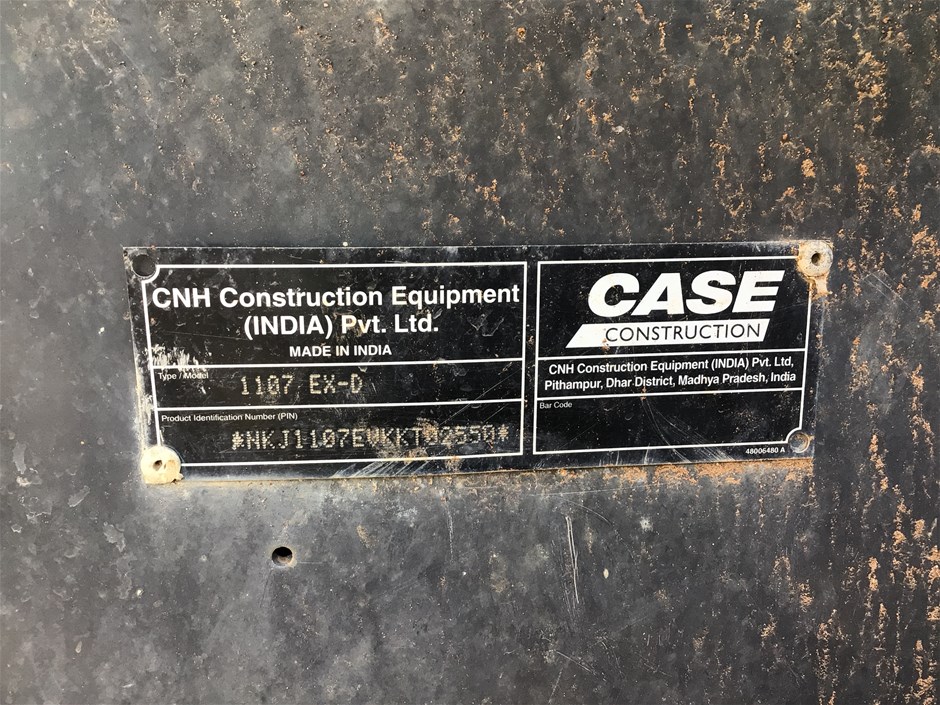 CNH Construction Equipment
(INDIA) Pvt. Ltd.
MADE IN INDIA
Type / Model
1107 EX-D
Product Identification Number (PIN)
*NKJ1107EVKKT02550*
CASE
CONSTRUCTION
CNH Construction Equipment (INDIA) Pvt. Ltd,
Pithampur, Dhar District, Madhya Pradesh, India
Bar Code
48006480 A